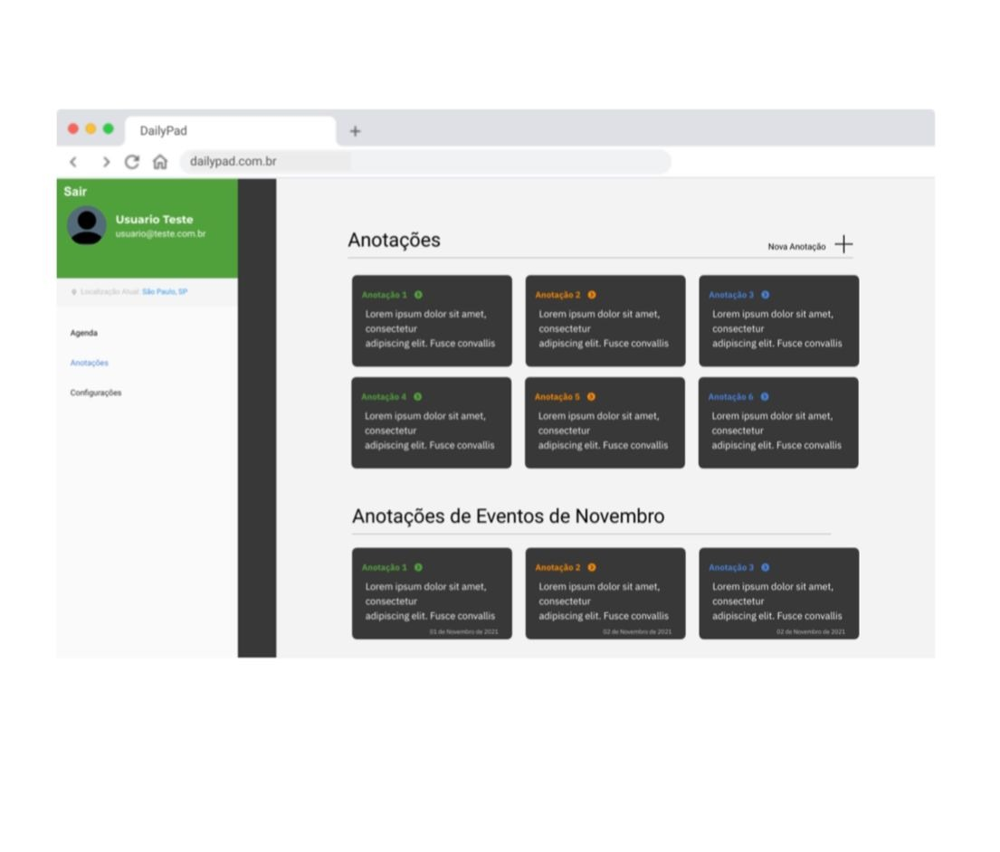 DailyPad
dailypad.com.br
Sair
Usuario Teste
usuario@teste.com.br
Localização Atual: São Paulo, SP
Agenda
Anotações
Configurações
Anotações
Nova Anotação
Anotação 1
Lorem ipsum dolor sit amet,
consectetur
adipiscing elit. Fusce convallis
Anotação 2
Lorem ipsum dolor sit amet,
consectetur
adipiscing elit. Fusce convallis
Anotação 3
Lorem ipsum dolor sit amet,
consectetur
adipiscing elit. Fusce convallis
Anotação 4
Lorem ipsum dolor sit amet,
consectetur
adipiscing elit. Fusce convallis
Anotação 5
Lorem ipsum dolor sit amet,
consectetur
adipiscing elit. Fusce convallis
Anotação 6
Lorem ipsum dolor sit amet,
consectetur
adipiscing elit. Fusce convallis
Anotações de Eventos de Novembro
Anotação 1
Lorem ipsum dolor sit amet,
consectetur
adipiscing elit. Fusce convallis
01 de Novembro de 2021
Anotação 2
Lorem ipsum dolor sit amet,
consectetur
adipiscing elit. Fusce convallis
02 de Novembro de 2021
Anotação 3
Lorem ipsum dolor sit amet,
consectetur
adipiscing elit. Fusce convallis
02 de Novembro de 2021